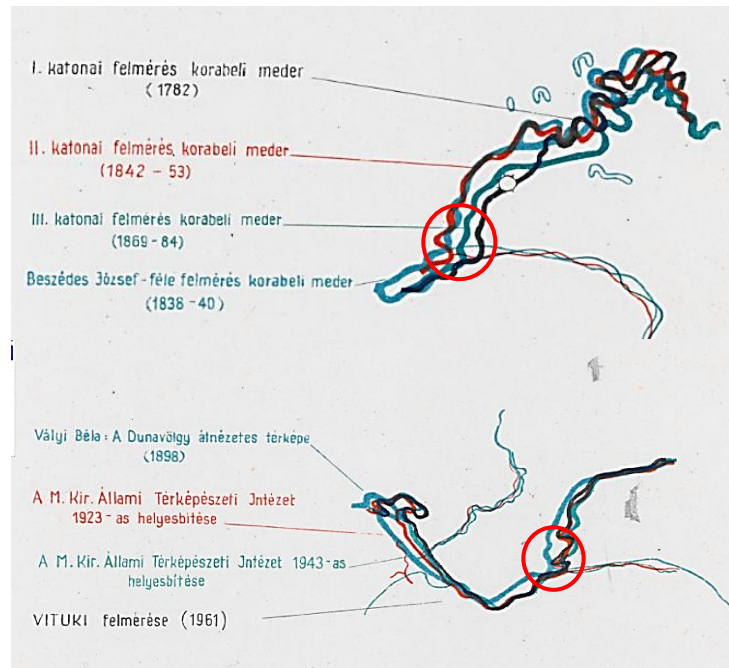 I. katonai felmérés korabeli meder
(1782)
II. katonai felmérés, korabeli meder
(1842 – 53)
III. katonai felmérés korabeli meder
(1869 - 84)
Beszédes József - féle felmérés korabeli meder
(1838 - 40)
Vályi Béla: A Dunavölgy átnézetes térképe
(1898)
A M. Kir. Állami Térképészeti Jntézet
1923 - as helyesbítése
A M. Kir. Állami Térképészeti Jntézet 1943 - as
helyesbítése
VITUKI felmérése (1961)